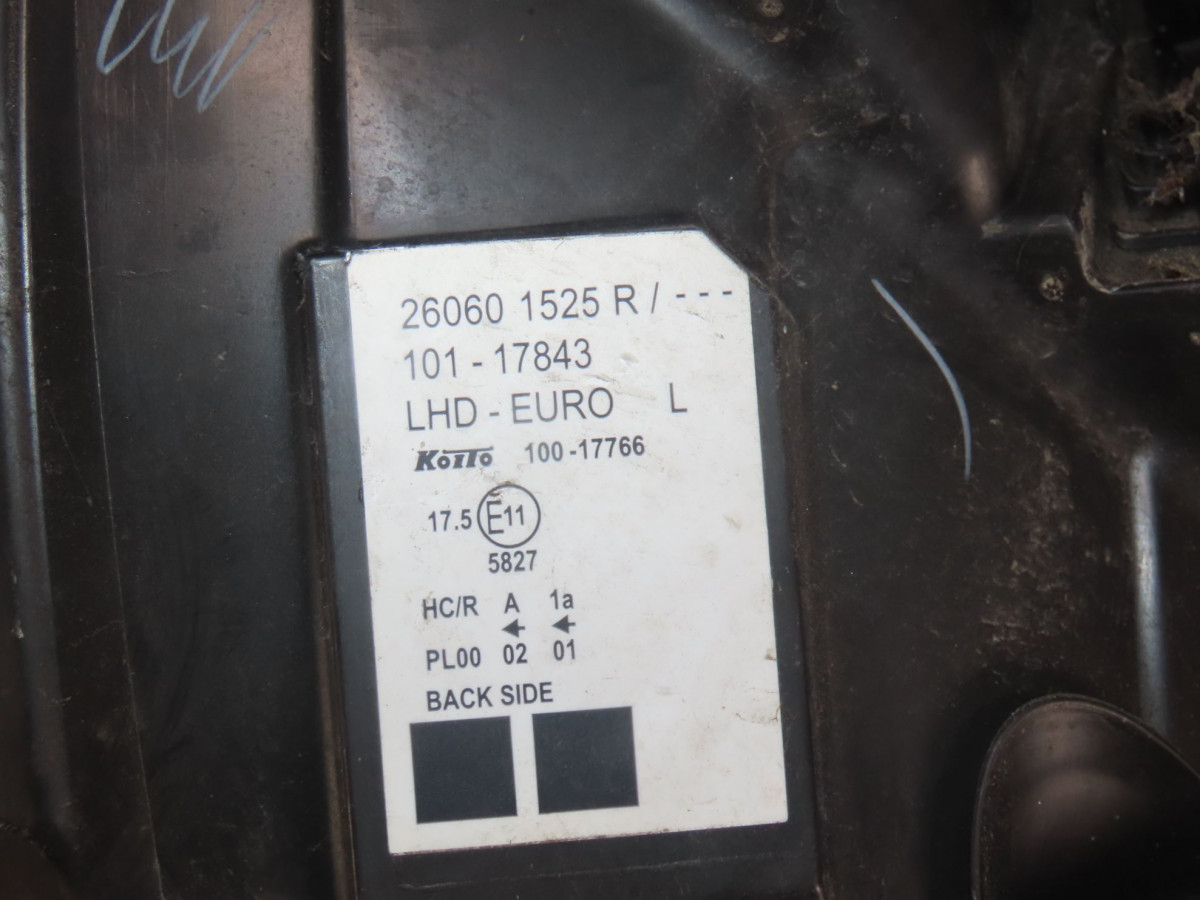 26060 1525 R / - - -
101 - 17843
LHD - EURO L
KOITO 100 -17766
17.5 E11
5827
HC/R A 1a
← ←
PL00 02 01
BACK SIDE